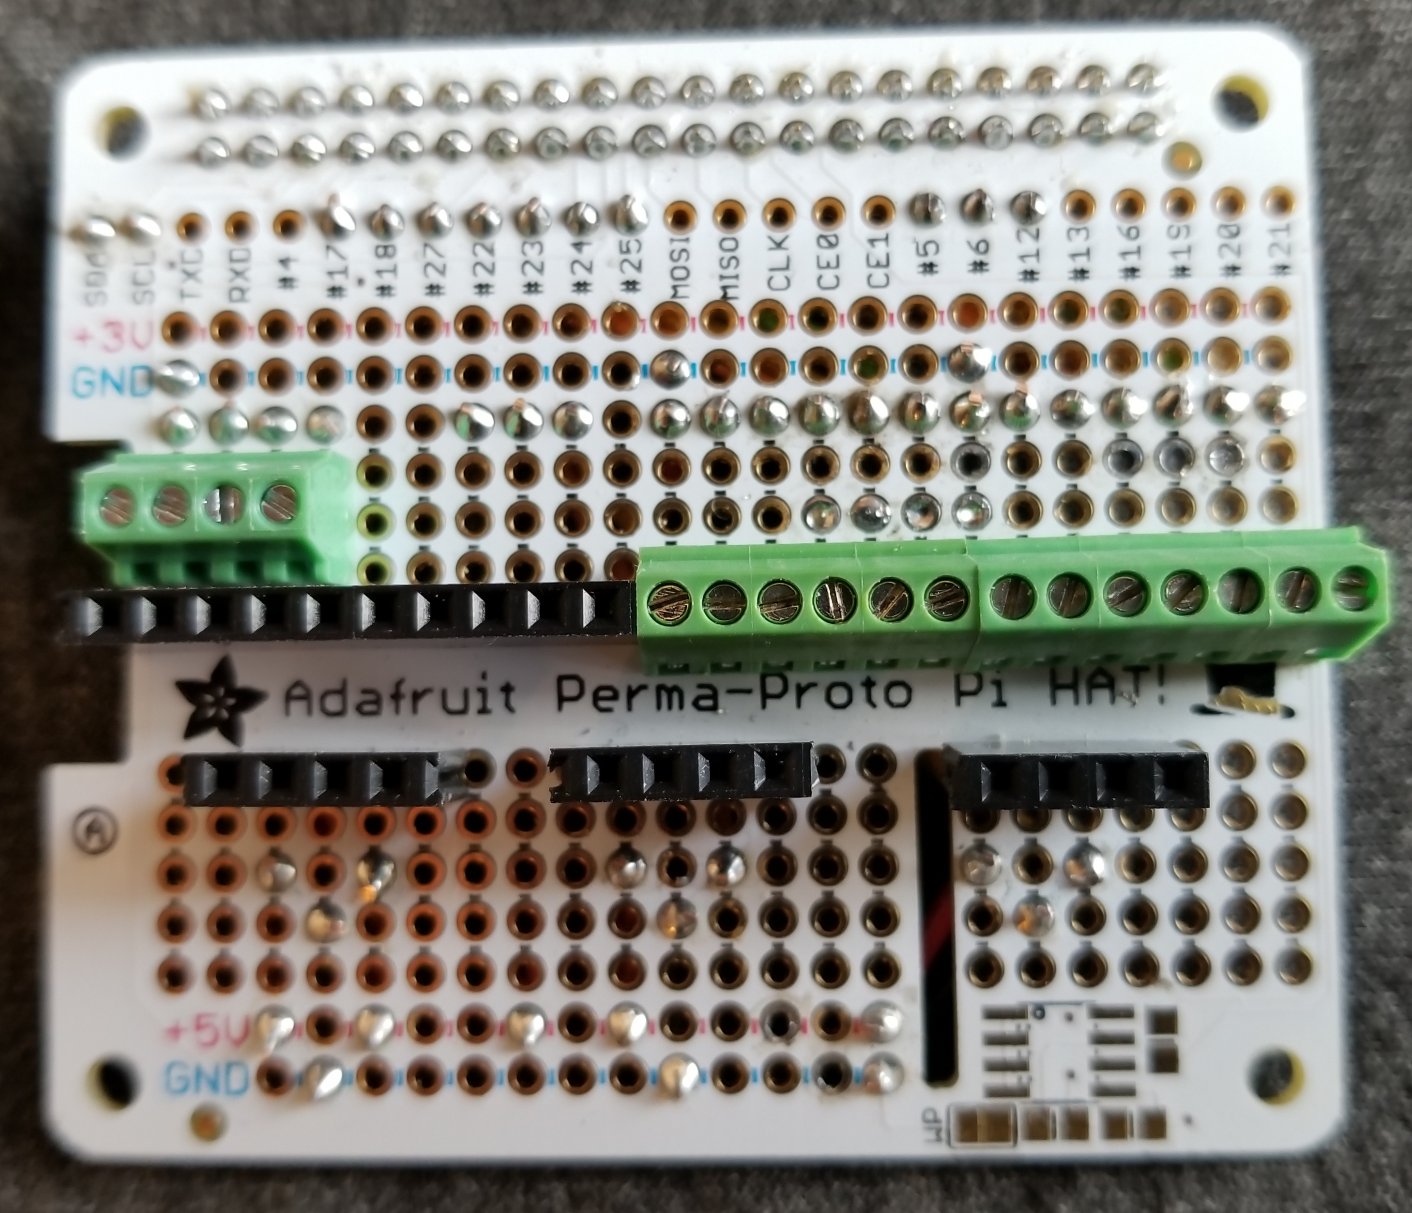 SDA SCL TXD RXD #4 #17 #18 #27 #22 #23 #24 #25 MOSI MISO CLK CE0 CE1 #5 #6 #12 #13 #16 #19 #20 #21
+3V
GND
Adafruit Perma-Proto Pi HAT!
A
+5V
GND
WP